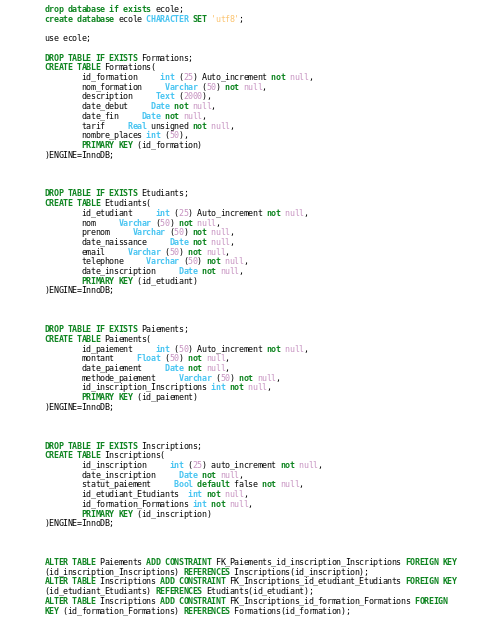 drop database if exists ecole;
create database ecole CHARACTER SET 'utf8';
use ecole;
DROP TABLE IF EXISTS Formations;
CREATE TABLE Formations(
id_formation int (25) Auto_increment not null,
nom_formation Varchar (50) not null,
description Text (2000),
date_debut Date not null,
date_fin Date not null,
tarif Real unsigned not null,
nombre_places int (50),
PRIMARY KEY (id_formation)
)ENGINE=InnoDB;
DROP TABLE IF EXISTS Etudiants;
CREATE TABLE Etudiants(
id_etudiant int (25) Auto_increment not null,
nom Varchar (50) not null,
prenom Varchar (50) not null,
date_naissance Date not null,
email Varchar (50) not null,
telephone Varchar (50) not null,
date_inscription Date not null,
PRIMARY KEY (id_etudiant)
)ENGINE=InnoDB;
DROP TABLE IF EXISTS Paiements;
CREATE TABLE Paiements(
id_paiement int (50) Auto_increment not null,
montant Float (50) not null,
date_paiement Date not null,
methode_paiement Varchar (50) not null,
id_inscription_Inscriptions int not null,
PRIMARY KEY (id_paiement)
)ENGINE=InnoDB;
DROP TABLE IF EXISTS Inscriptions;
CREATE TABLE Inscriptions(
id_inscription int (25) auto_increment not null,
date_inscription Date not null,
statut_paiement Bool default false not null,
id_etudiant_Etudiants int not null,
id_formation_Formations int not null,
PRIMARY KEY (id_inscription)
)ENGINE=InnoDB;
ALTER TABLE Paiements ADD CONSTRAINT FK_Paiements_id_inscription_Inscriptions FOREIGN KEY
(id_inscription_Inscriptions) REFERENCES Inscriptions(id_inscription);
ALTER TABLE Inscriptions ADD CONSTRAINT FK_Inscriptions_id_etudiant_Etudiants FOREIGN KEY
(id_etudiant_Etudiants) REFERENCES Etudiants(id_etudiant);
ALTER TABLE Inscriptions ADD CONSTRAINT FK_Inscriptions_id_formation_Formations FOREIGN
KEY (id_formation_Formations) REFERENCES Formations(id_formation);